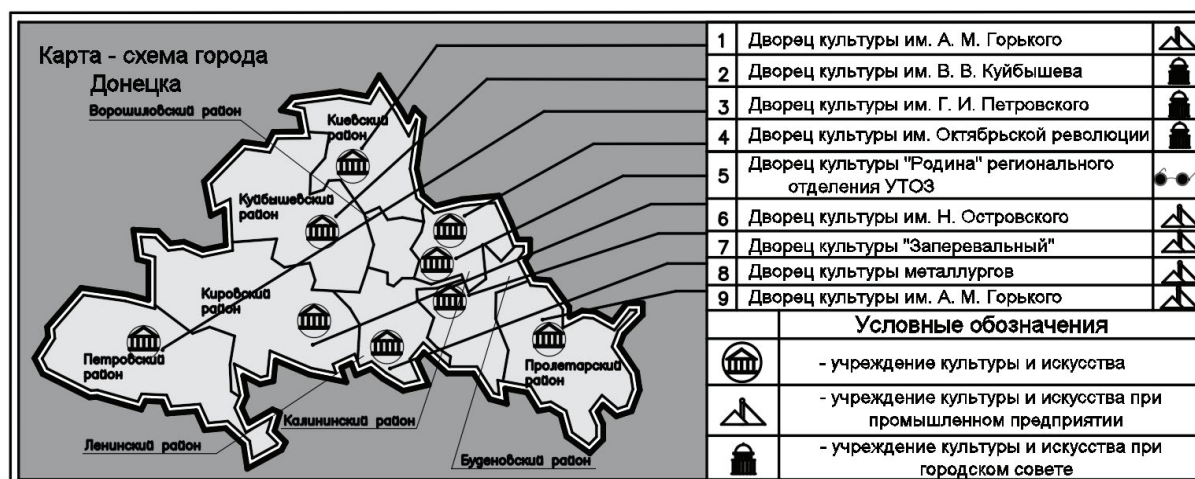 Карта - схема города
Донецка
Ворошиловский район
Киевский
район
Куйбышевский
район
Кировский
район
Петровский
район
Пролетарский
район
Калининский район
Ленинский район
Буденовский район
1 Дворец культуры им. А. М. Горького
2 Дворец культуры им. В. В. Куйбышева
3 Дворец культуры им. Г. И. Петровского
4 Дворец культуры им. Октябрьской революции
5 Дворец культуры "Родина" регионального
отделения УТОЗ
6 Дворец культуры им. Н. Островского
7 Дворец культуры "Заперевальный"
8 Дворец культуры металлургов
9 Дворец культуры им. А. М. Горького
Условные обозначения
- учреждение культуры и искусства
- учреждение культуры и искусства при
промышленном предприятии
- учреждение культуры и искусства при
городском совете